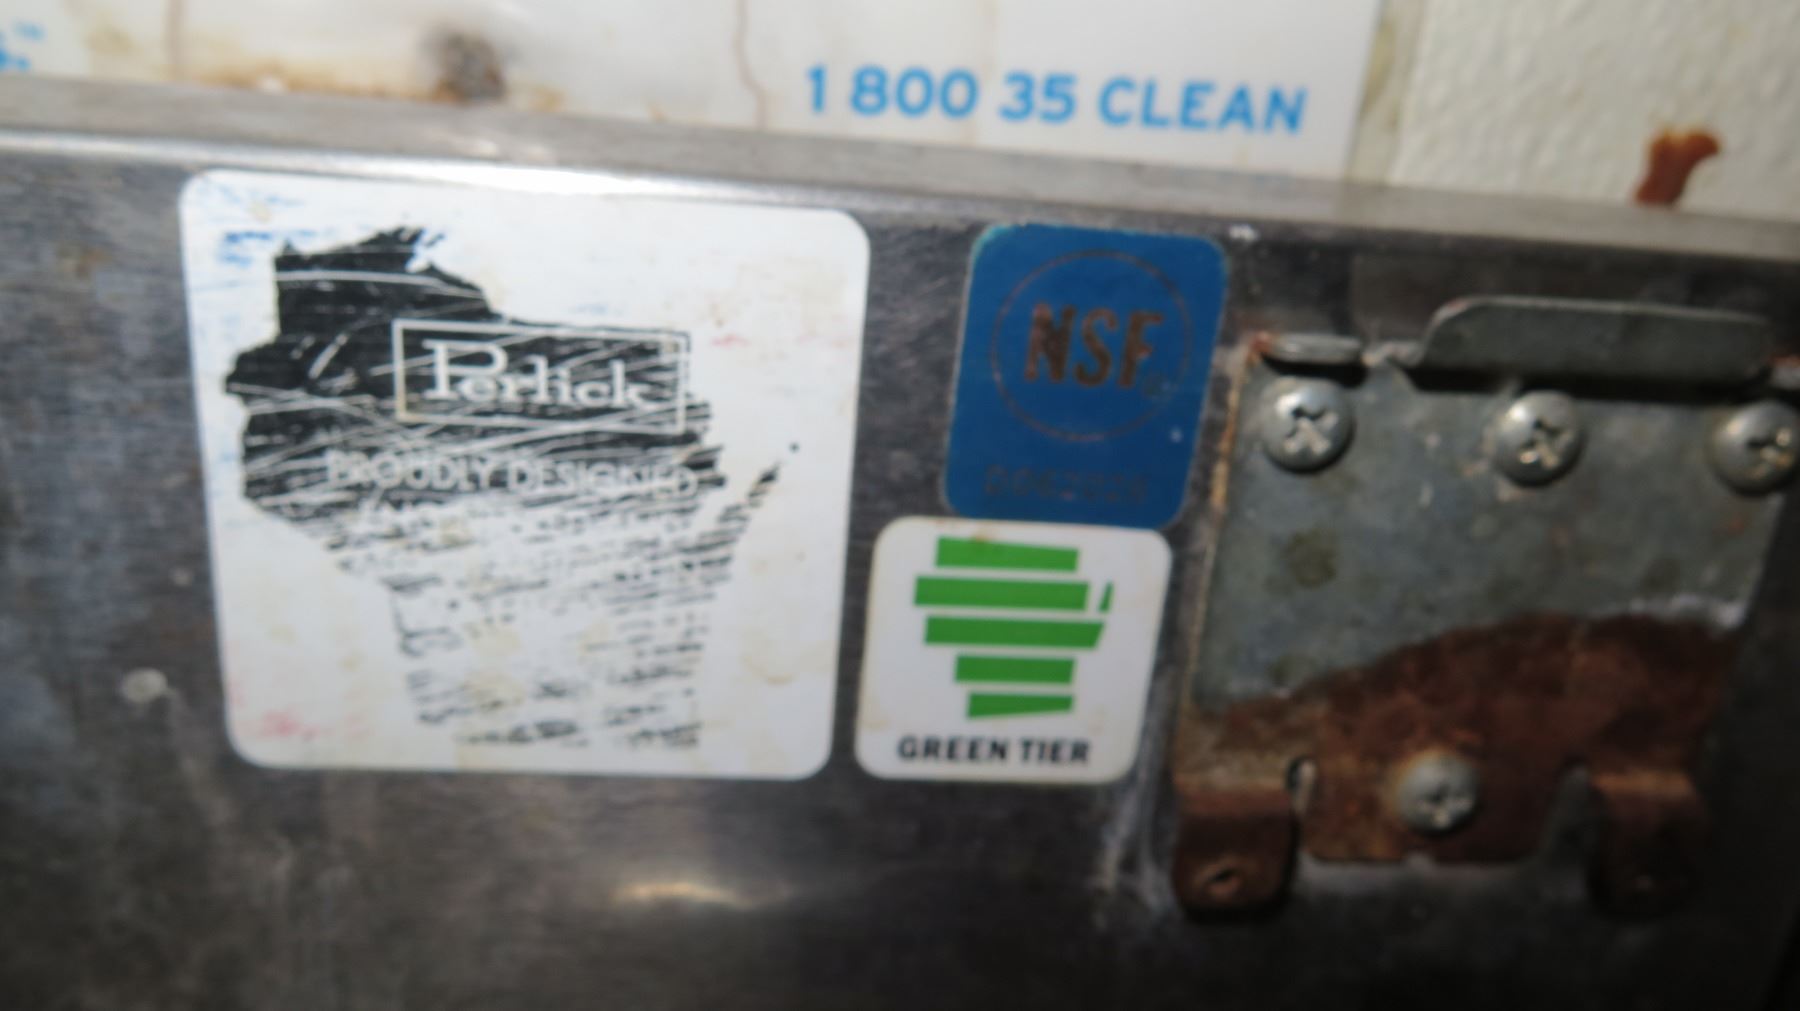 1 800 35 CLEAN
Perlick
PROUDLY DESIGNED
NSF
GREEN TIER